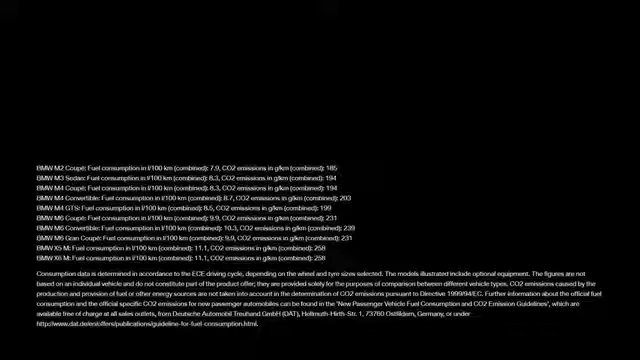 BMW M2 Coupé: Fuel consumption in l/100 km (combined): 7.9, CO2 emissions in g/km (combined): 185
BMW M3 Sedan: Fuel consumption in l/100 km (combined): 8.3, CO2 emissions in g/km (combined): 194
BMW M4 Coupé: Fuel consumption in l/100 km (combined): 8.3, CO2 emissions in g/km (combined): 194
BMW M4 Convertible: Fuel consumption in l/100 km (combined): 8.7, CO2 emissions in g/km (combined): 203
BMW M4 GTS: Fuel consumption in l/100 km (combined): 8.5, CO2 emissions in g/km (combined): 199
BMW M6 Coupé: Fuel consumption in l/100 km (combined): 9.9, CO2 emissions in g/km (combined): 231
BMW M6 Convertible: Fuel consumption in l/100 km (combined): 10.3, CO2 emissions in g/km (combined): 239
BMW M6 Gran Coupé: Fuel consumption in l/100 km (combined): 9.9, CO2 emissions in g/km (combined): 231
BMW X5 M: Fuel consumption in l/100 km (combined): 11.1, CO2 emissions in g/km (combined): 258
BMW X6 M: Fuel consumption in l/100 km (combined): 11.1, CO2 emissions in g/km (combined): 258
Consumption data is determined in accordance to the ECE driving cycle, depending on the wheel and tyre sizes selected. The models illustrated include optional equipment. The figures are not
based on an individual vehicle and do not constitute part of the product offer; they are provided solely for the purposes of comparison between different vehicle types. CO2 emissions caused by the
production and provision of fuel or other energy sources are not taken into account in the determination of CO2 emissions pursuant to Directive 1999/94/EC. Further information about the official fuel
consumption and the official specific CO2 emissions for new passenger automobiles can be found in the 'New Passenger Vehicle Fuel Consumption and CO2 Emission Guidelines', which are
available free of charge at all sales outlets, from Deutsche Automobil Treuhand GmbH (DAT), Hellmuth-Hirth-Str. 1, 73760 Ostfildern, Germany, or under
http://www.dat.de/en/offers/publications/guideline-for-fuel-consumption.html.